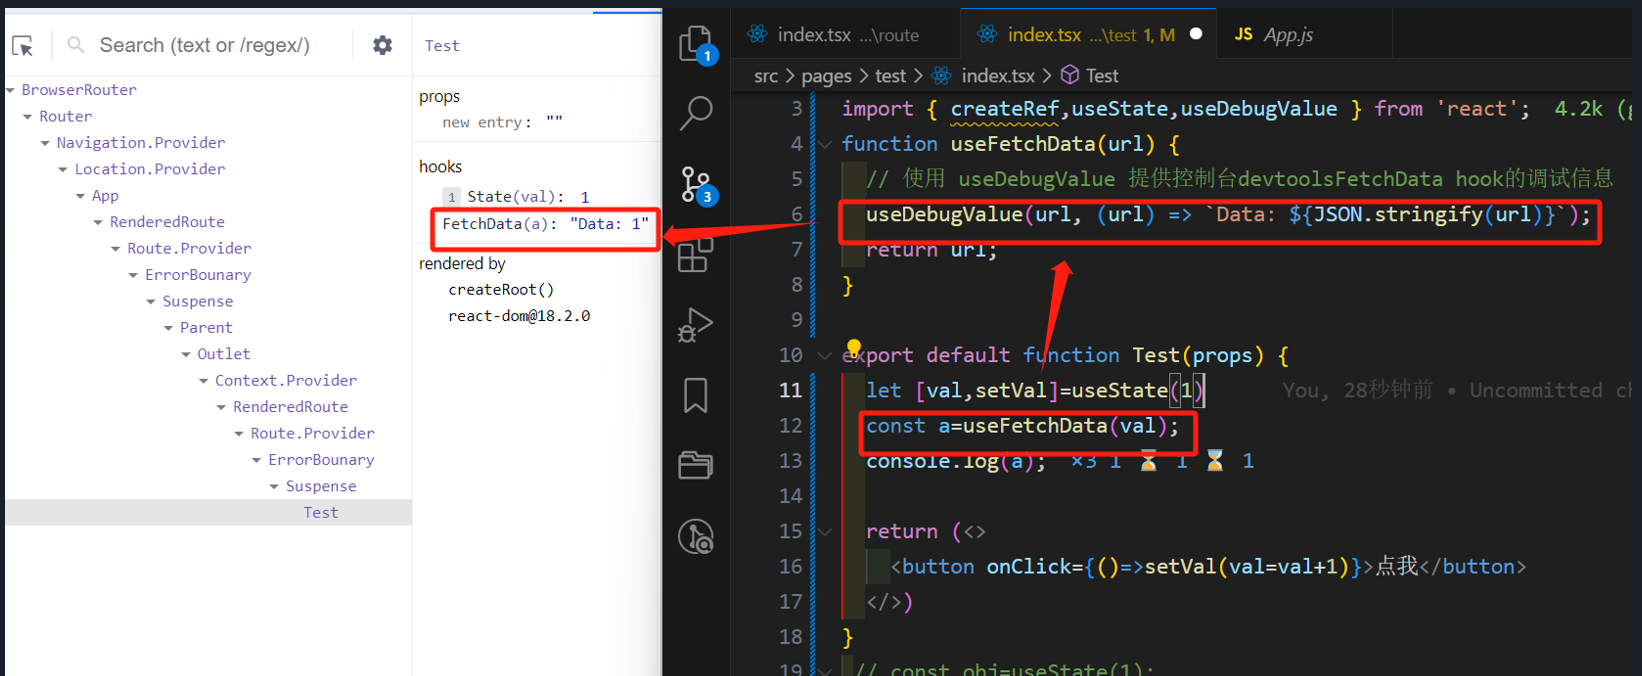 Search (text or /regex/)
Test
BrowserRouter
Router
Navigation.Provider
Location.Provider
App
RenderedRoute
Route.Provider
ErrorBounary
Suspense
Parent
Outlet
Context.Provider
RenderedRoute
Route.Provider
ErrorBounary
Suspense
Test
props
new entry: ""
hooks
1 State(val): 1
FetchData(a): "Data: 1"
rendered by
createRoot()
react-dom@18.2.0
1
3
index.tsx ...\route
index.tsx ...\test 1, M
JS App.js
src > pages > test > index.tsx > Test
3 import { createRef,useState,useDebugValue } from 'react'; 4.2k (g
4 function useFetchData(url) {
5 // 使用 useDebugValue 提供控制台devtoolsFetchData hook的调试信息
6 useDebugValue(url, (url) => `Data: ${JSON.stringify(url)}`);
7 return url;
8 }
9
10 export default function Test(props) {
11 let [val,setVal]=useState(1) You, 28秒钟前 • Uncommitted ch
12 const a=useFetchData(val);
13 console.log(a); ×3 1 ⌛ 1 ⌛ 1
14
15 return (<>
16 <button onClick={()=>setVal(val=val+1)}>点我</button>
17 </>)
18 }
19 // const obj=useState(1);